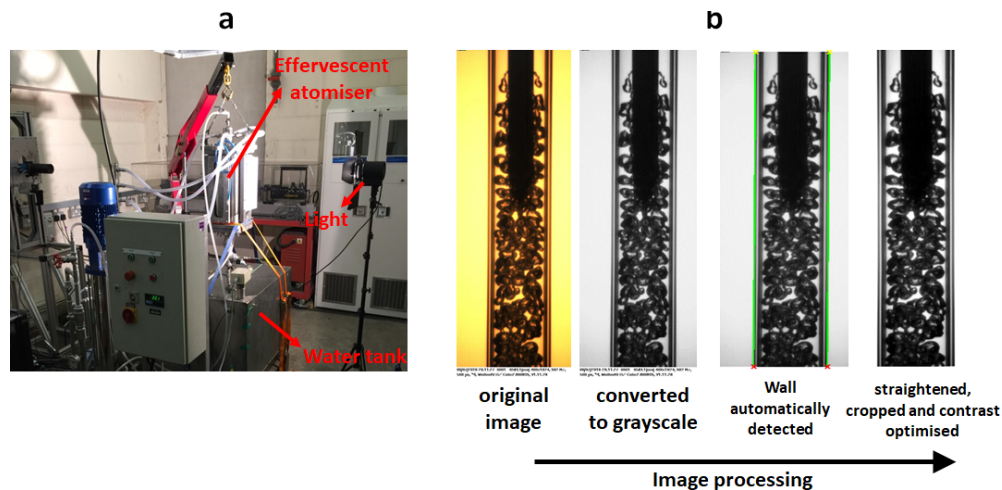 a
b
Effervescent
atomiser
Light
Water tank
original
image
converted
to grayscale
Wall
automatically
detected
straightened,
cropped and contrast
optimised
Image processing